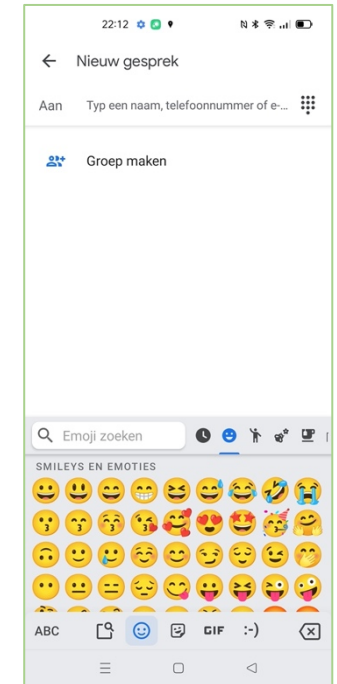 22:12
Nieuw gesprek
Aan Typ een naam, telefoonnummer of e-...
Groep maken
Emoji zoeken
SMILEYS EN EMOTIES
ABC GIF :-)